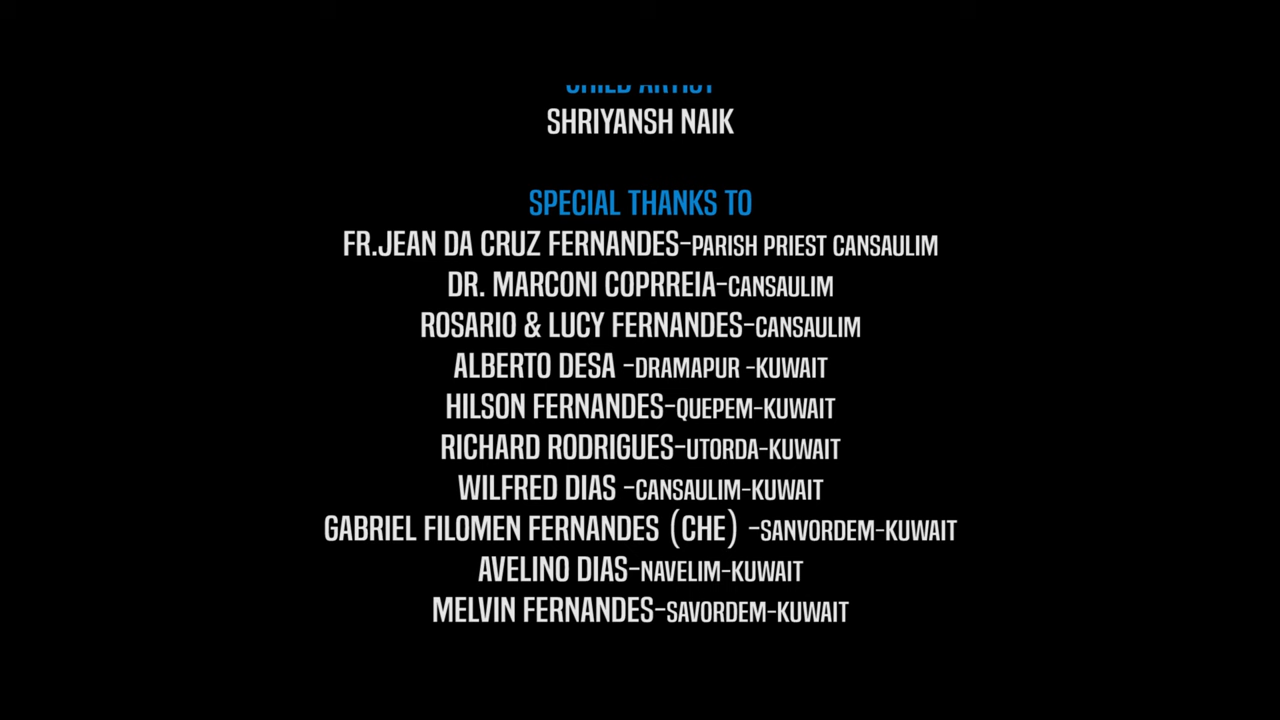 CHILD ARTIST
SHRIYANSH NAIK
SPECIAL THANKS TO
FR.JEAN DA CRUZ FERNANDES-PARISH PRIEST CANSAULIM
DR. MARCONI COPRREIA-CANSAULIM
ROSARIO & LUCY FERNANDES-CANSAULIM
ALBERTO DESA -DRAMAPUR -KUWAIT
HILSON FERNANDES-QUEPEM-KUWAIT
RICHARD RODRIGUES-UTORDA-KUWAIT
WILFRED DIAS -CANSAULIM-KUWAIT
GABRIEL FILOMEN FERNANDES (CHE) -SANVORDEM-KUWAIT
AVELINO DIAS-NAVELIM-KUWAIT
MELVIN FERNANDES-SAVORDEM-KUWAIT